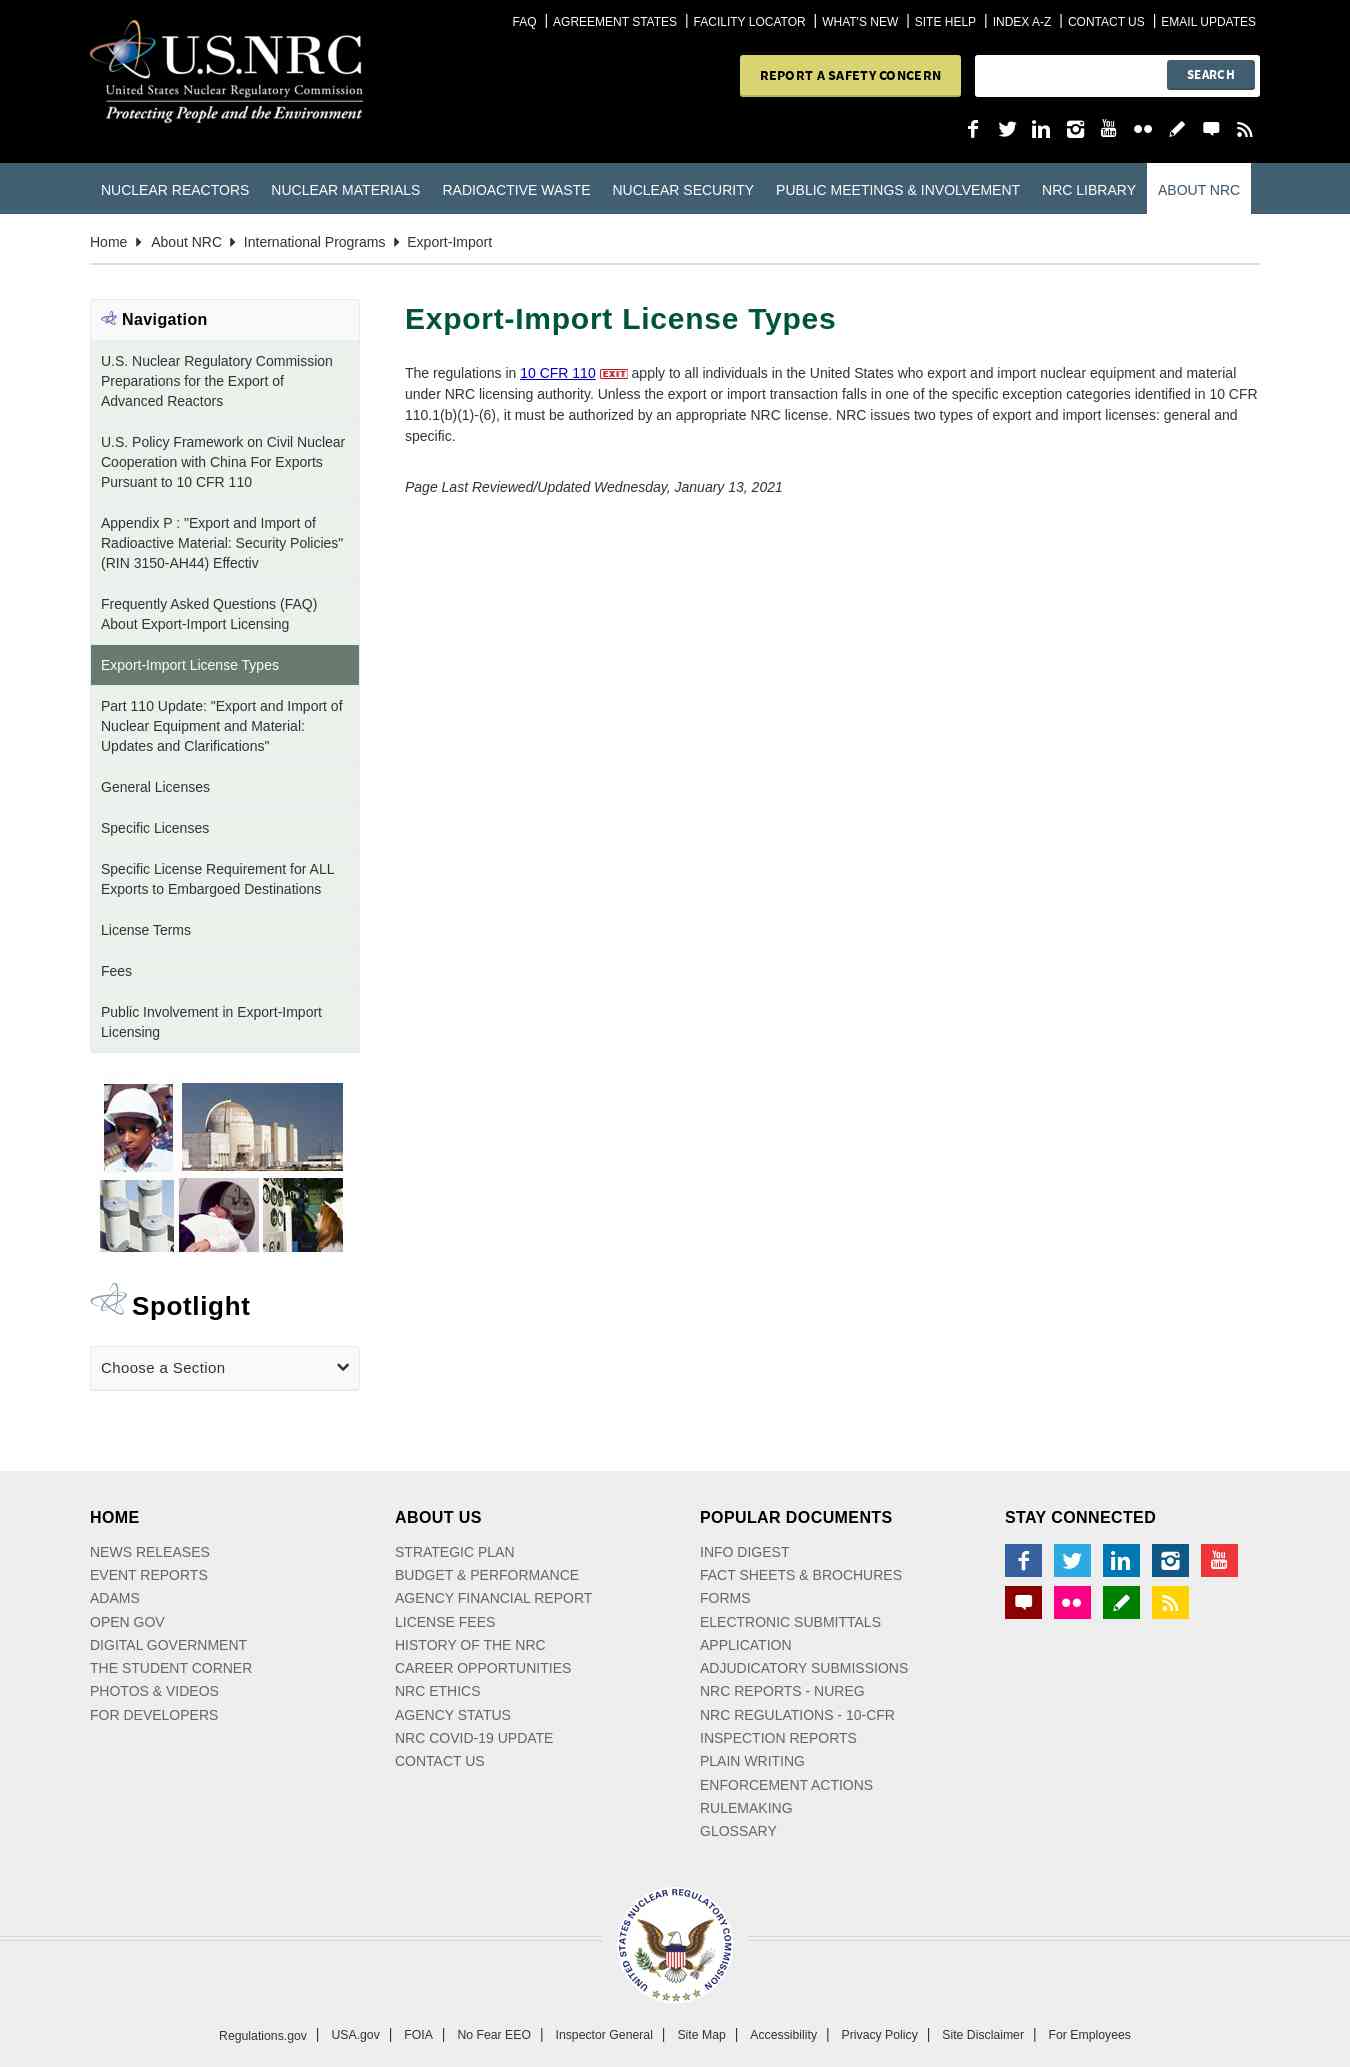 FAQ | AGREEMENT STATES | FACILITY LOCATOR | WHAT'S NEW | SITE HELP | INDEX A-Z | CONTACT US | EMAIL UPDATES
U.S.NRC
United States Nuclear Regulatory Commission
Protecting People and the Environment
REPORT A SAFETY CONCERN
SEARCH
NUCLEAR REACTORS NUCLEAR MATERIALS RADIOACTIVE WASTE NUCLEAR SECURITY PUBLIC MEETINGS & INVOLVEMENT NRC LIBRARY ABOUT NRC
Home About NRC International Programs Export-Import
Navigation
U.S. Nuclear Regulatory Commission
Preparations for the Export of
Advanced Reactors
U.S. Policy Framework on Civil Nuclear
Cooperation with China For Exports
Pursuant to 10 CFR 110
Appendix P : "Export and Import of
Radioactive Material: Security Policies"
(RIN 3150-AH44) Effectiv
Frequently Asked Questions (FAQ)
About Export-Import Licensing
Export-Import License Types
Part 110 Update: "Export and Import of
Nuclear Equipment and Material:
Updates and Clarifications"
General Licenses
Specific Licenses
Specific License Requirement for ALL
Exports to Embargoed Destinations
License Terms
Fees
Public Involvement in Export-Import
Licensing
Export-Import License Types
The regulations in 10 CFR 110 EXIT apply to all individuals in the United States who export and import nuclear equipment and material
under NRC licensing authority. Unless the export or import transaction falls in one of the specific exception categories identified in 10 CFR
110.1(b)(1)-(6), it must be authorized by an appropriate NRC license. NRC issues two types of export and import licenses: general and
specific.
Page Last Reviewed/Updated Wednesday, January 13, 2021
Spotlight
Choose a Section
HOME
NEWS RELEASES
EVENT REPORTS
ADAMS
OPEN GOV
DIGITAL GOVERNMENT
THE STUDENT CORNER
PHOTOS & VIDEOS
FOR DEVELOPERS
ABOUT US
STRATEGIC PLAN
BUDGET & PERFORMANCE
AGENCY FINANCIAL REPORT
LICENSE FEES
HISTORY OF THE NRC
CAREER OPPORTUNITIES
NRC ETHICS
AGENCY STATUS
NRC COVID-19 UPDATE
CONTACT US
POPULAR DOCUMENTS
INFO DIGEST
FACT SHEETS & BROCHURES
FORMS
ELECTRONIC SUBMITTALS
APPLICATION
ADJUDICATORY SUBMISSIONS
NRC REPORTS - NUREG
NRC REGULATIONS - 10-CFR
INSPECTION REPORTS
PLAIN WRITING
ENFORCEMENT ACTIONS
RULEMAKING
GLOSSARY
STAY CONNECTED
You Tube
UNITED STATES NUCLEAR REGULATORY COMMISSION
Regulations.gov | USA.gov | FOIA | No Fear EEO | Inspector General | Site Map | Accessibility | Privacy Policy | Site Disclaimer | For Employees